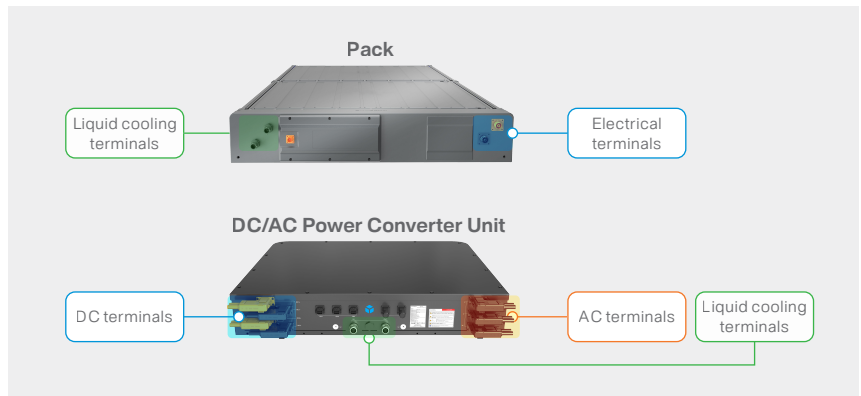 Pack
Liquid cooling
terminals
Electrical
terminals
DC/AC Power Converter Unit
DC terminals
AC terminals
Liquid cooling
terminals